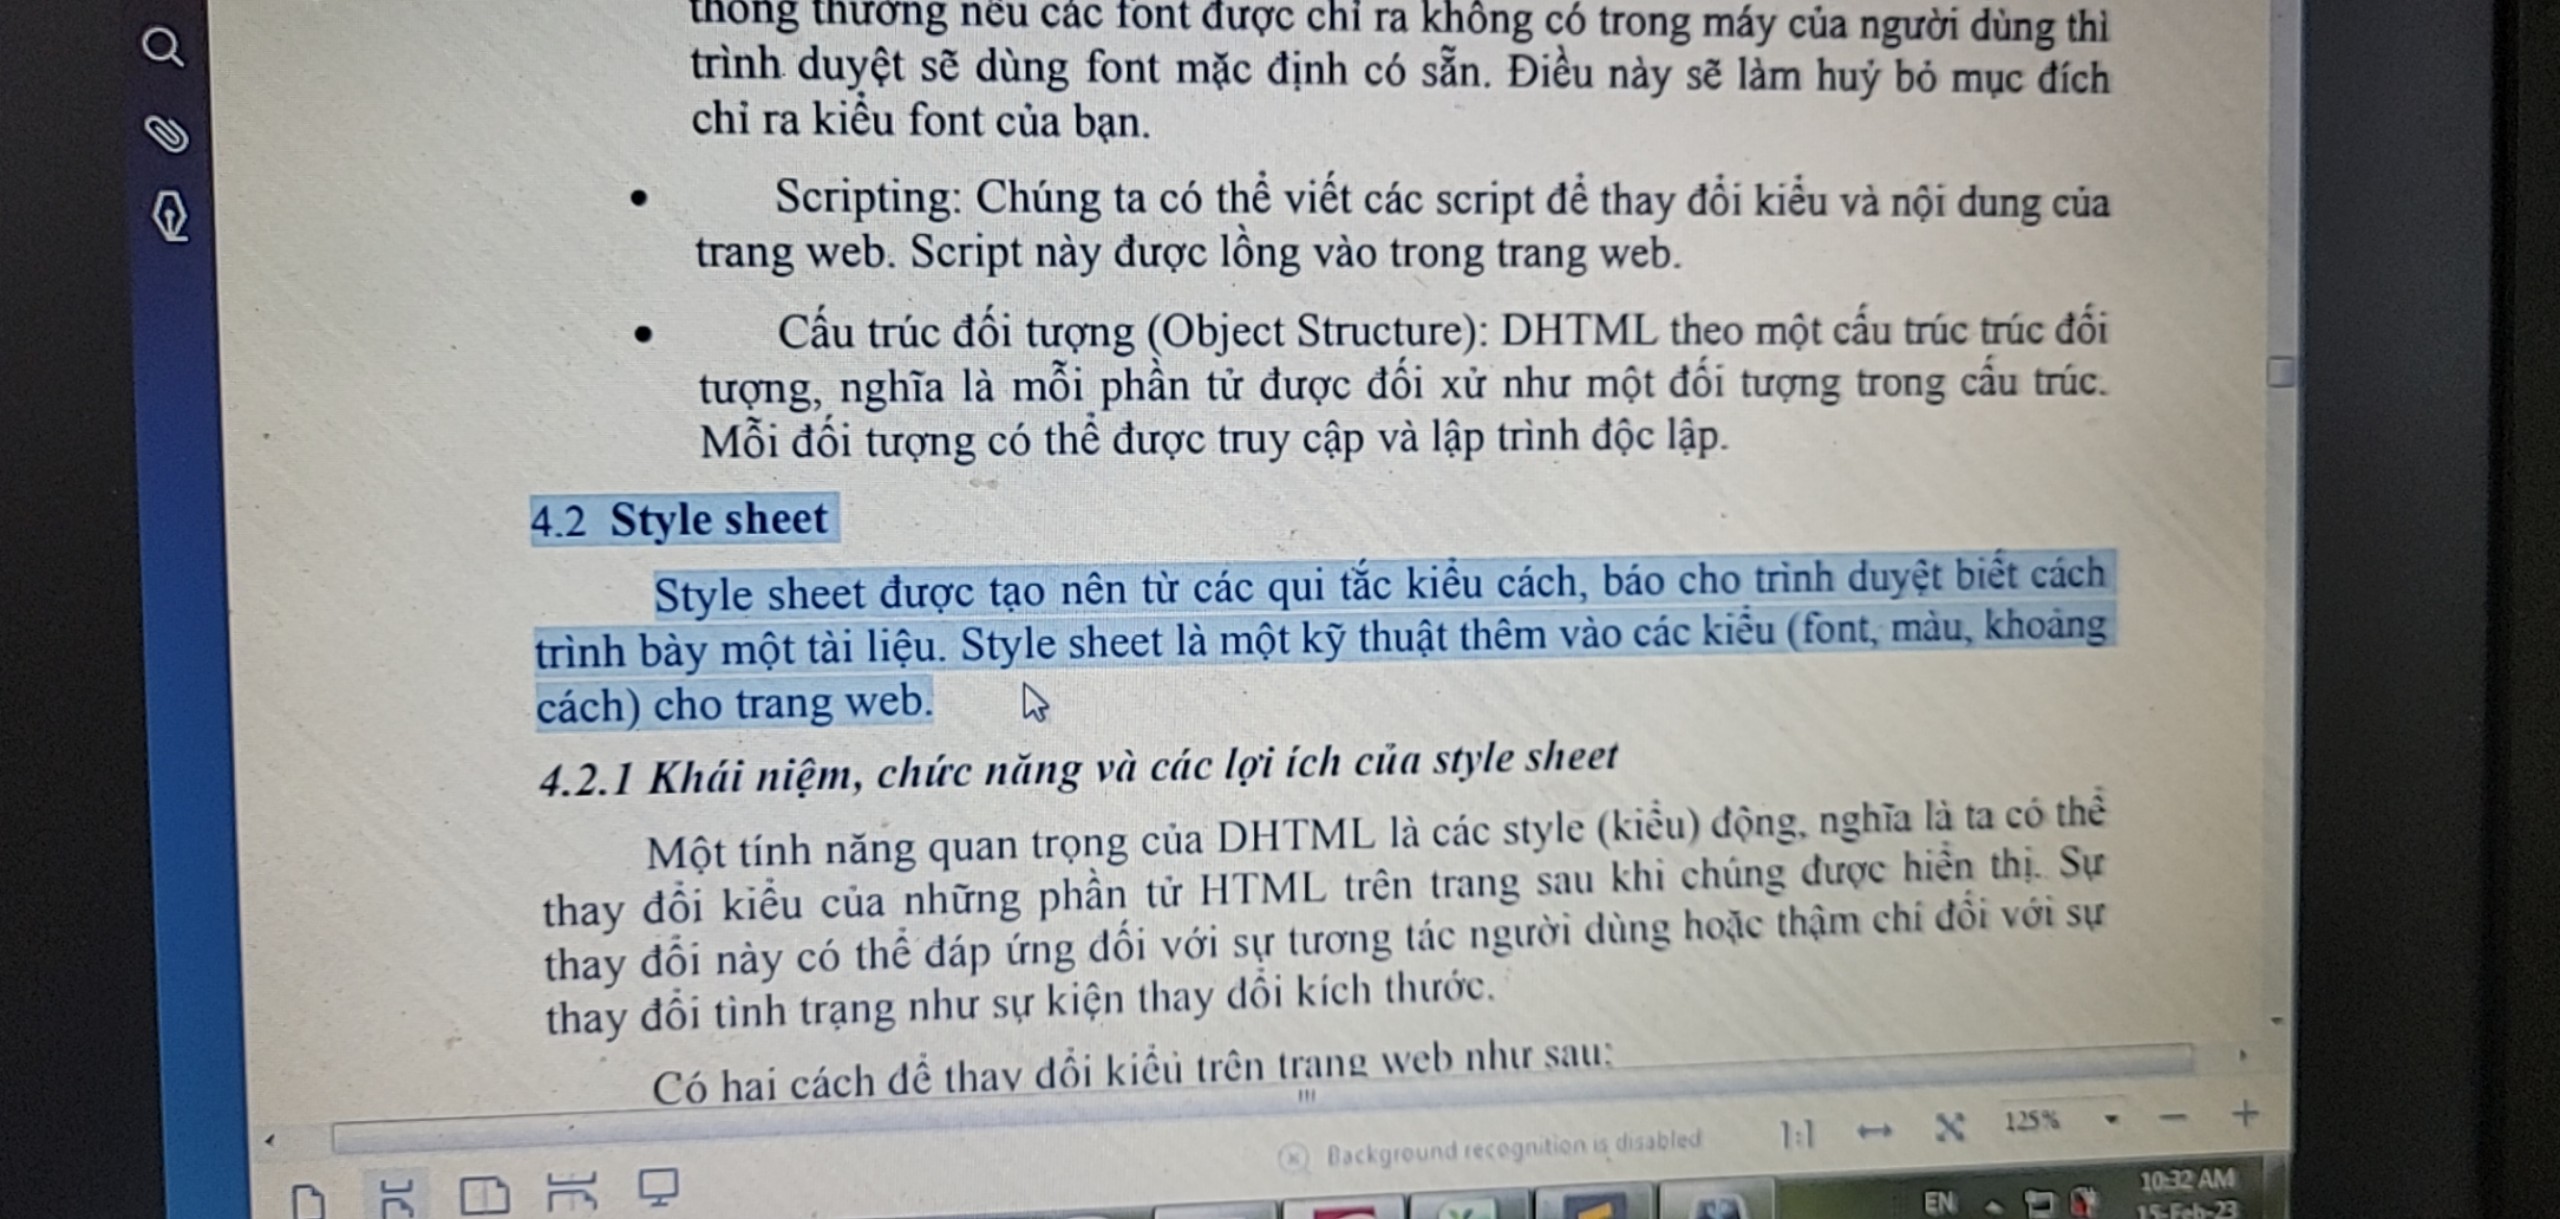 thông thường nếu các font được chỉ ra không có trong máy của người dùng thì
trình duyệt sẽ dùng font mặc định có sẵn. Điều này sẽ làm huỷ bỏ mục đích
chỉ ra kiểu font của bạn.
• Scripting: Chúng ta có thể viết các script để thay đổi kiểu và nội dung của
trang web. Script này được lồng vào trong trang web.
• Cấu trúc đối tượng (Object Structure): DHTML theo một cấu trúc trúc đối
tượng, nghĩa là mỗi phần tử được đối xử như một đối tượng trong cấu trúc.
Mỗi đối tượng có thể được truy cập và lập trình độc lập.
4.2 Style sheet
Style sheet được tạo nên từ các qui tắc kiểu cách, báo cho trình duyệt biết cách
trình bày một tài liệu. Style sheet là một kỹ thuật thêm vào các kiểu (font, màu, khoảng
cách) cho trang web.
4.2.1 Khái niệm, chức năng và các lợi ích của style sheet
Một tính năng quan trọng của DHTML là các style (kiểu) động, nghĩa là ta có thể
thay đổi kiểu của những phần tử HTML trên trang sau khi chúng được hiển thị. Sự
thay đổi này có thể đáp ứng đối với sự tương tác người dùng hoặc thậm chí đối với sự
thay đổi tình trạng như sự kiện thay đổi kích thước.
Có hai cách để thay đổi kiểu trên trang web như sau:
Background recognition is disabled 1:1 125%
EN 10:32 AM
15-Feb-23